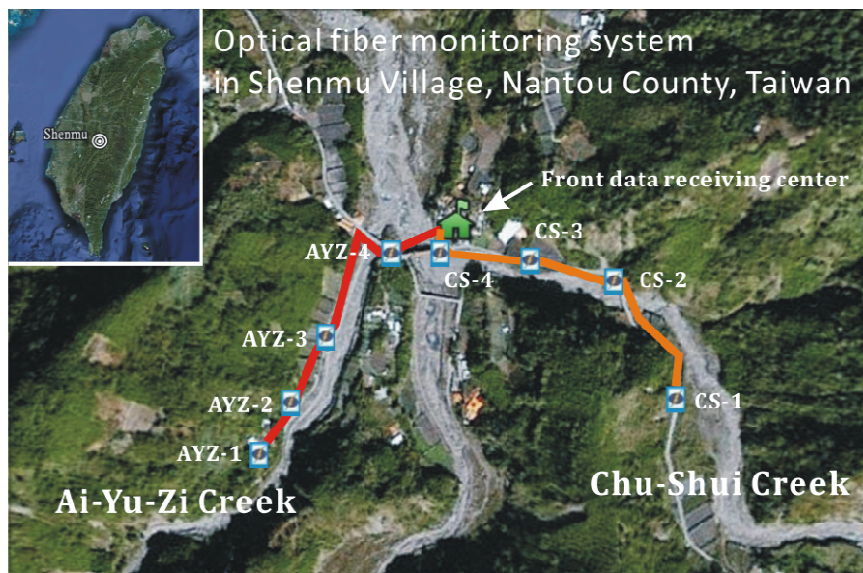 Optical fiber monitoring system
in Shenmu Village, Nantou County, Taiwan
Shenmu
Front data receiving center
CS-3
AYZ-4
CS-4
CS-2
AYZ-3
AYZ-2
CS-1
AYZ-1
Chu-Shui Creek
Ai-Yu-Zi Creek